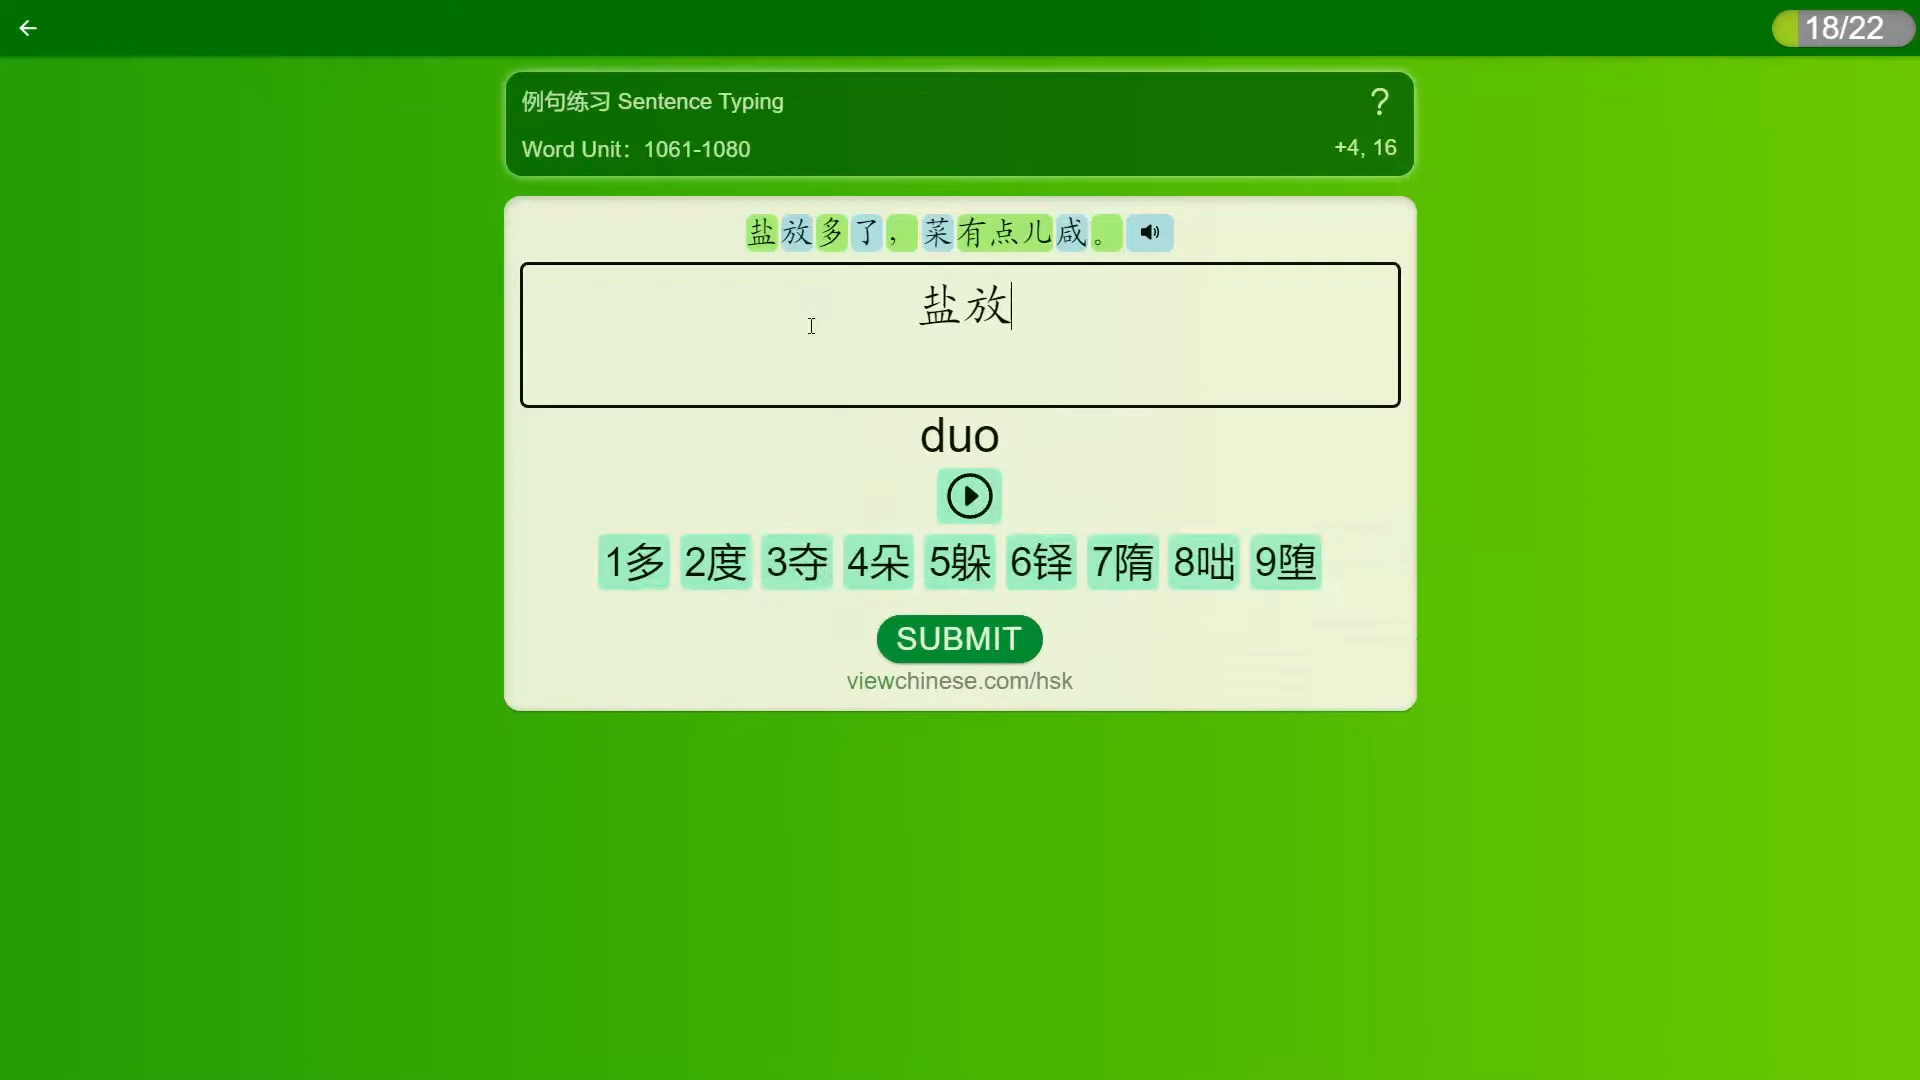 18/22
例句练习 Sentence Typing
?
Word Unit：1061-1080
+4, 16
盐放多了，菜有点儿咸。
盐放
duo
1多 2度 3夺 4朵 5躲 6铎 7隋 8咄 9堕
SUBMIT
viewchinese.com/hsk